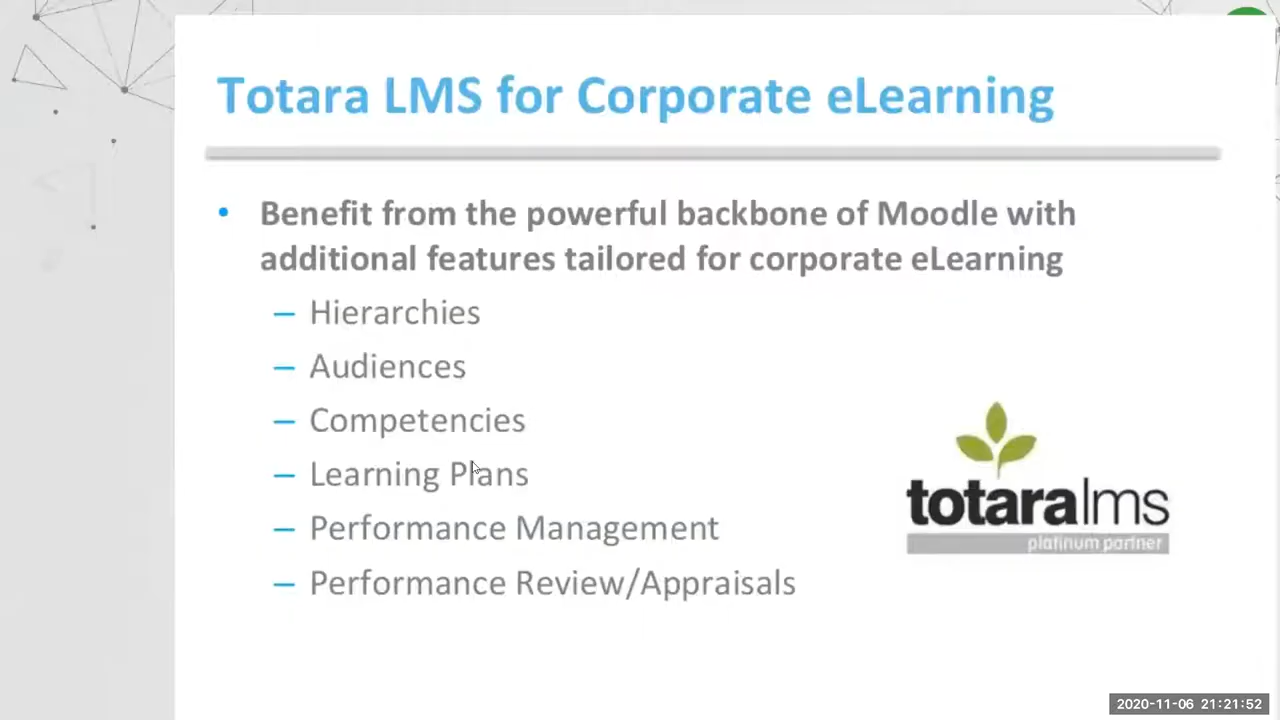 Totara LMS for Corporate eLearning
• Benefit from the powerful backbone of Moodle with
additional features tailored for corporate eLearning
– Hierarchies
– Audiences
– Competencies
– Learning Plans
– Performance Management
– Performance Review/Appraisals
totaralms
platinum partner
2020-11-06 21:21:52